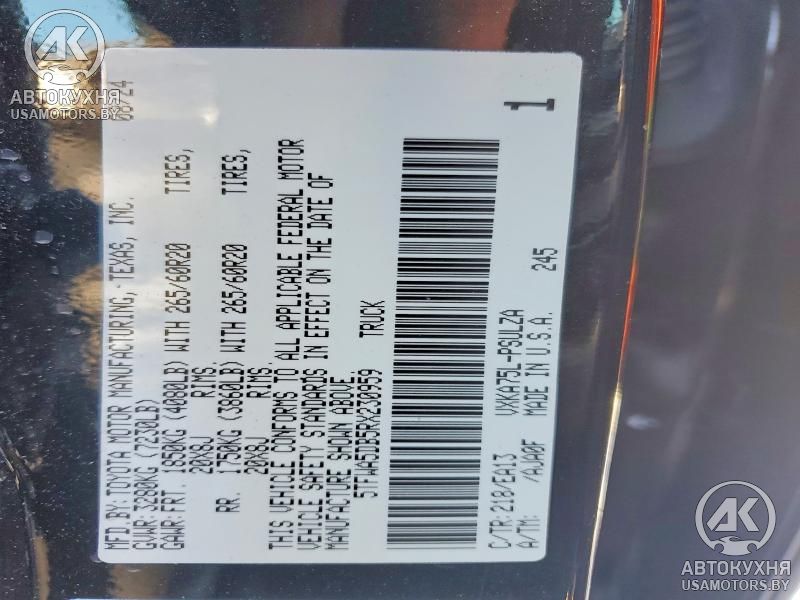 MFD.BY:TOYOTA MOTOR MANUFACTURING, TEXAS, INC. /24
GVWR:3280KG (7230LB)
GAWR:FRT. 1850KG (4080LB) WITH 265/60R20 TIRES,
20X8J RIMS.
RR. 1750KG (3860LB) WITH 265/60R20 TIRES,
20X8J RIMS.
THIS VEHICLE CONFORMS TO ALL APPLICABLE FEDERAL MOTOR
VEHICLE SAFETY STANDARDS IN EFFECT ON THE DATE OF
MANUFACTURE SHOWN ABOVE.
5TFWA5DB5RX230959 TRUCK
1
C/TR:218/EA13 VXKA75L-PSULZA
A/TM: /AJA0F MADE IN U.S.A. 245
АВТОКУХНЯ
USAMOTORS.BY
АВТОКУХНЯ
USAMOTORS.BY